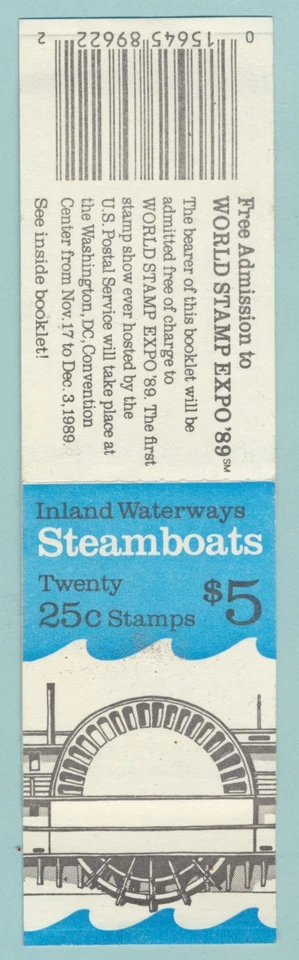 0 15645 89622 2
Free Admission to
WORLD STAMP EXPO '89℠
The bearer of this booklet will be
admitted free of charge to
WORLD STAMP EXPO '89. The first
stamp show ever hosted by the
U.S. Postal Service will take place at
the Washington, DC, Convention
Center from Nov. 17 to Dec. 3, 1989.
See inside booklet!
Inland Waterways
Steamboats
Twenty
25c Stamps
$5